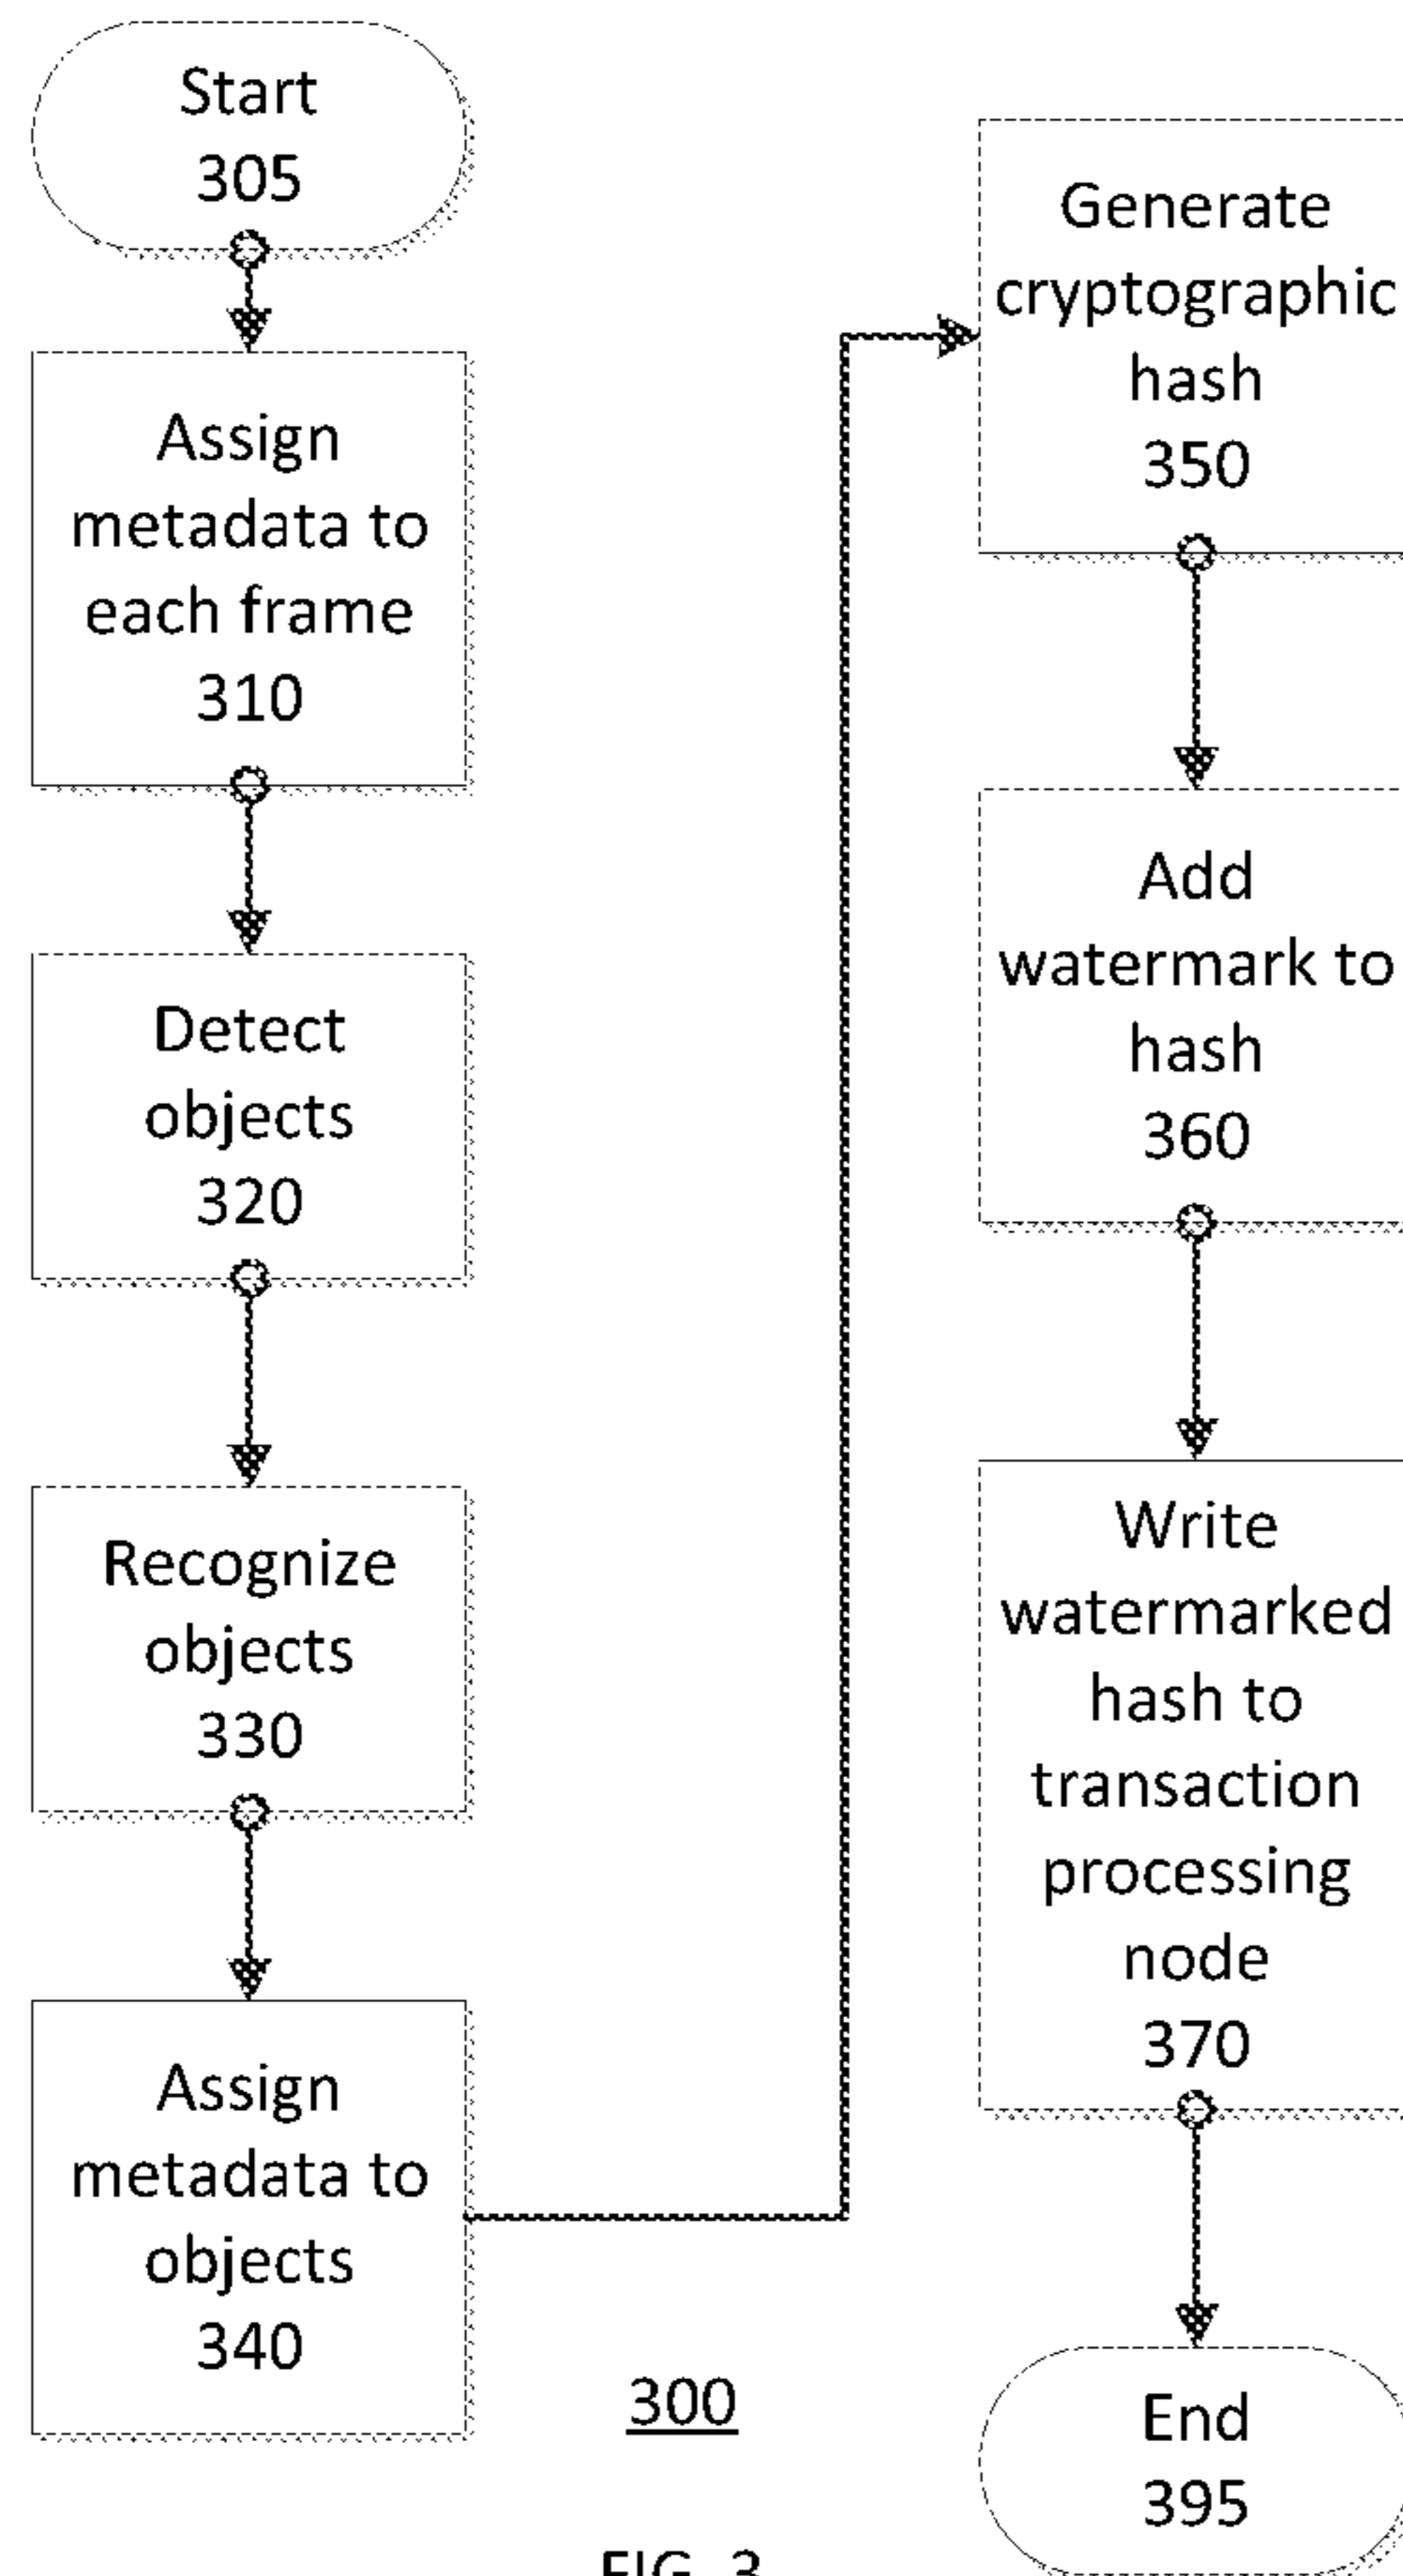 Start
305
Assign
metadata to
each frame
310
Detect
objects
320
Recognize
objects
330
Assign
metadata to
objects
340
Generate
cryptographic
hash
350
Add
watermark to
hash
360
Write
watermarked
hash to
transaction
processing
node
370
End
395
300
FIG. 3